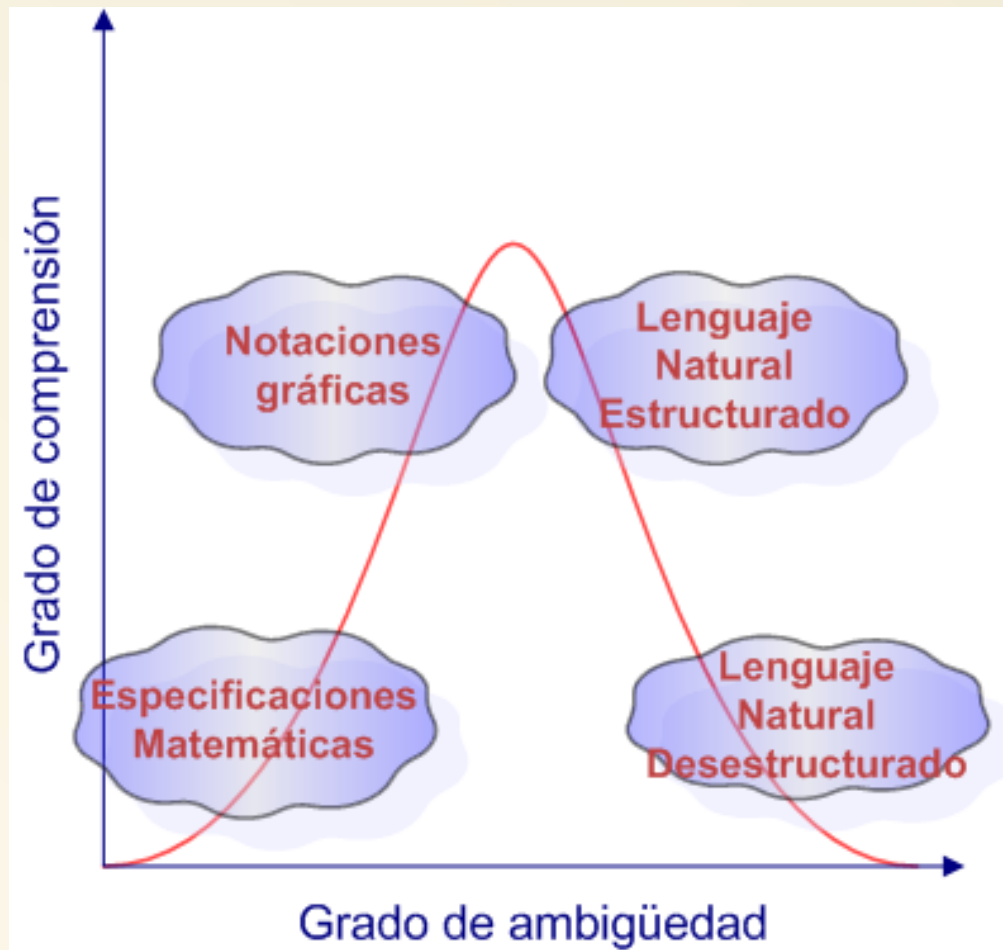 Grado de comprensión
Notaciones
gráficas
Lenguaje
Natural
Estructurado
Especificaciones
Matemáticas
Lenguaje
Natural
Desestructurado
Grado de ambigüedad